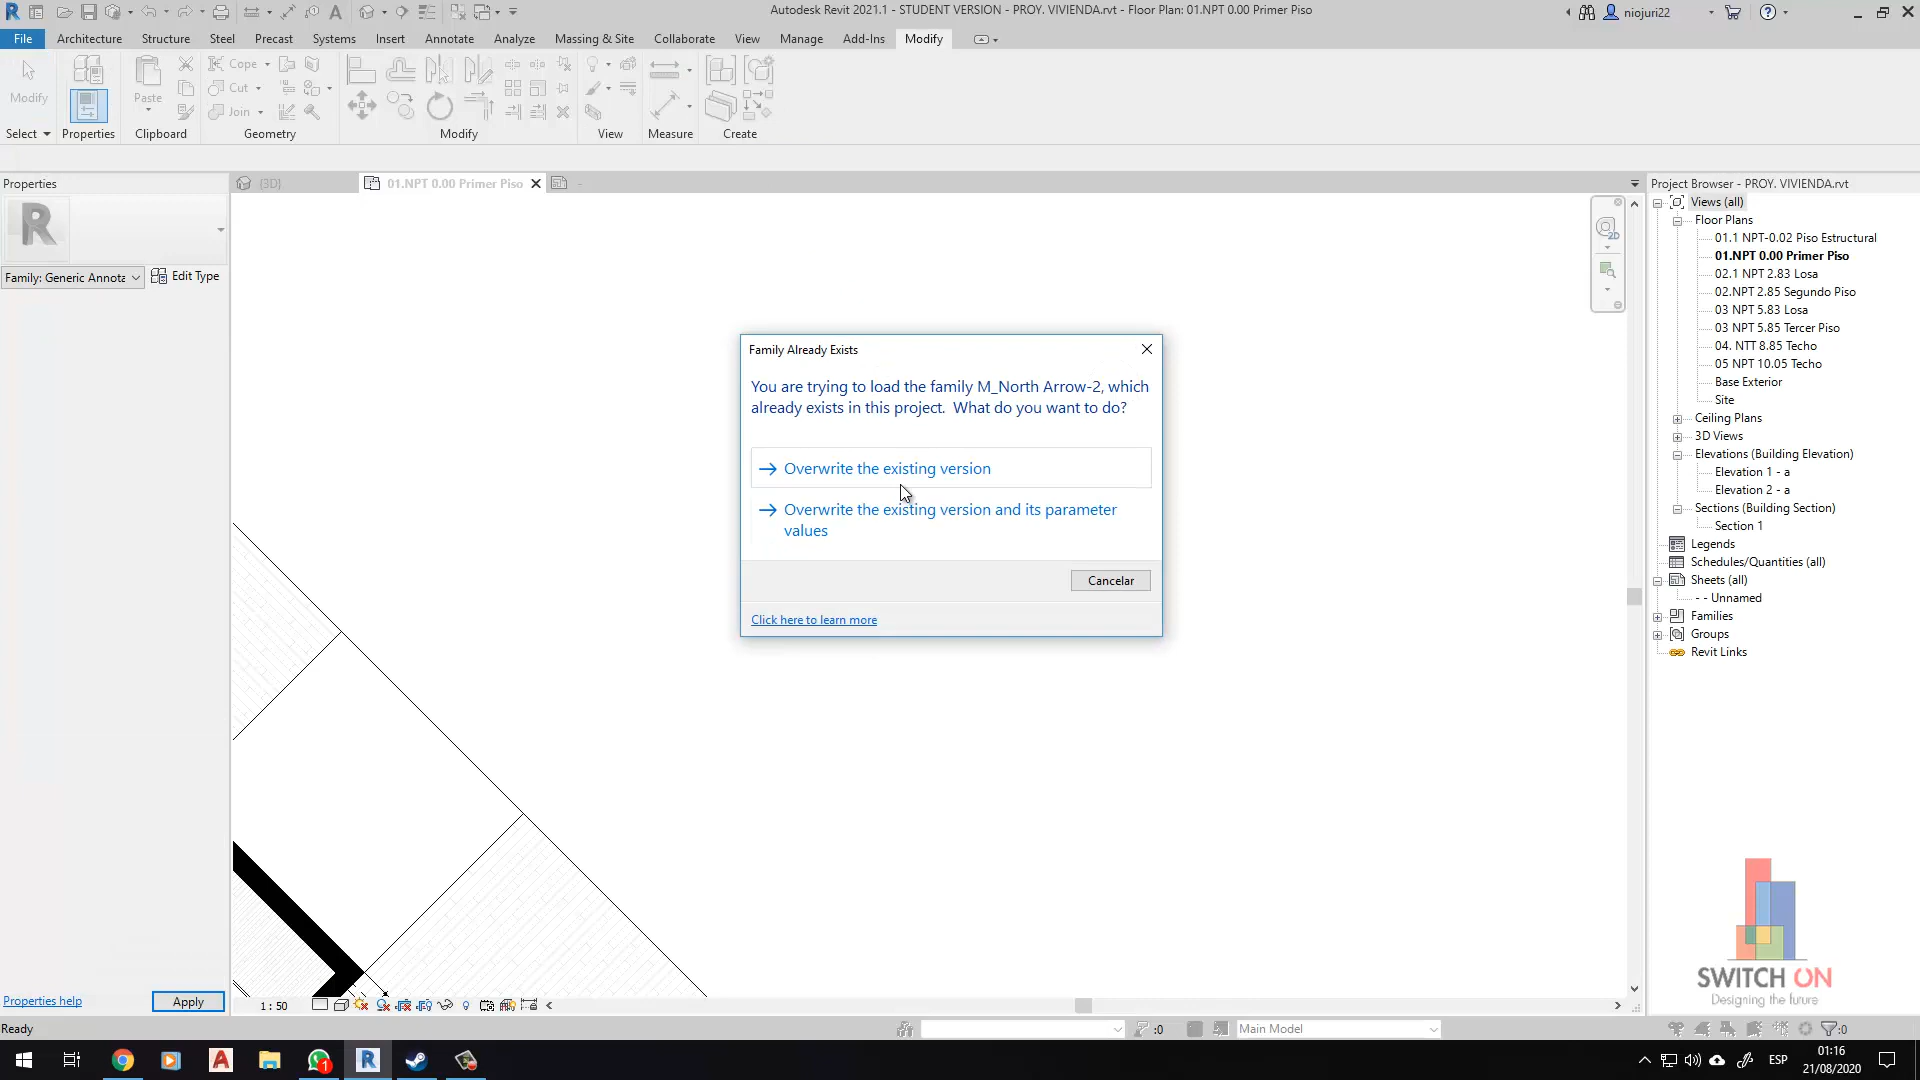 Autodesk Revit 2021.1 - STUDENT VERSION - PROY. VIVIENDA.rvt - Floor Plan: 01.NPT 0.00 Primer Piso
niojuri22
File Architecture Structure Steel Precast Systems Insert Annotate Analyze Massing & Site Collaborate View Manage Add-Ins Modify
Modify
Paste
Cope
Cut
Join
Select Properties Clipboard Geometry Modify View Measure Create
Properties
{3D}
01.NPT 0.00 Primer Piso
-
Project Browser - PROY. VIVIENDA.rvt
Family: Generic Annota
Edit Type
2D
Views (all)
Floor Plans
01.1 NPT-0.02 Piso Estructural
01.NPT 0.00 Primer Piso
02.1 NPT 2.83 Losa
02.NPT 2.85 Segundo Piso
03 NPT 5.83 Losa
03 NPT 5.85 Tercer Piso
04. NTT 8.85 Techo
05 NPT 10.05 Techo
Base Exterior
Site
Ceiling Plans
3D Views
Elevations (Building Elevation)
Elevation 1 - a
Elevation 2 - a
Sections (Building Section)
Section 1
Legends
Schedules/Quantities (all)
Sheets (all)
- - Unnamed
Families
Groups
Revit Links
Family Already Exists
You are trying to load the family M_North Arrow-2, which
already exists in this project. What do you want to do?
Overwrite the existing version
Overwrite the existing version and its parameter
values
Cancelar
Click here to learn more
SWITCH ON
Designing the future
Properties help
Apply
1 : 50
Ready
:0
Main Model
:0
1
ESP
01:16
21/08/2020